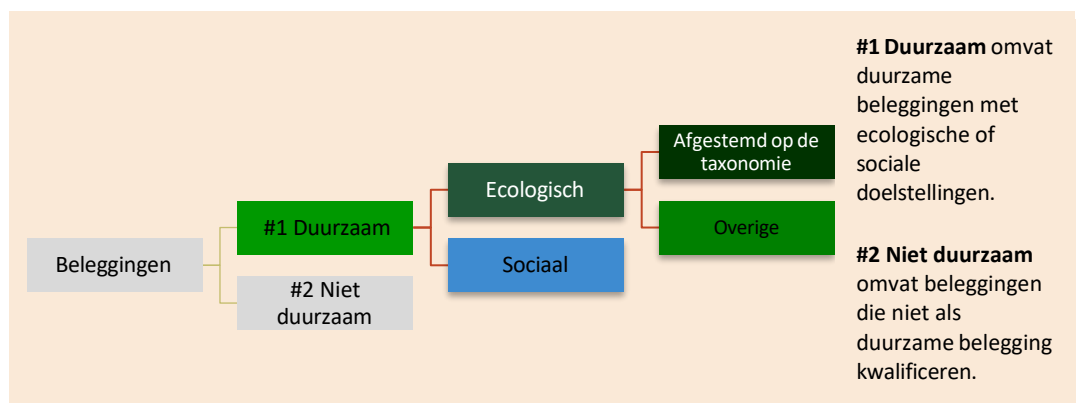 Beleggingen
#1 Duurzaam
#2 Niet
duurzaam
Ecologisch
Sociaal
Afgestemd op de
taxonomie
Overige
#1 Duurzaam omvat
duurzame
beleggingen met
ecologische of
sociale
doelstellingen.
#2 Niet duurzaam
omvat beleggingen
die niet als
duurzame belegging
kwalificeren.